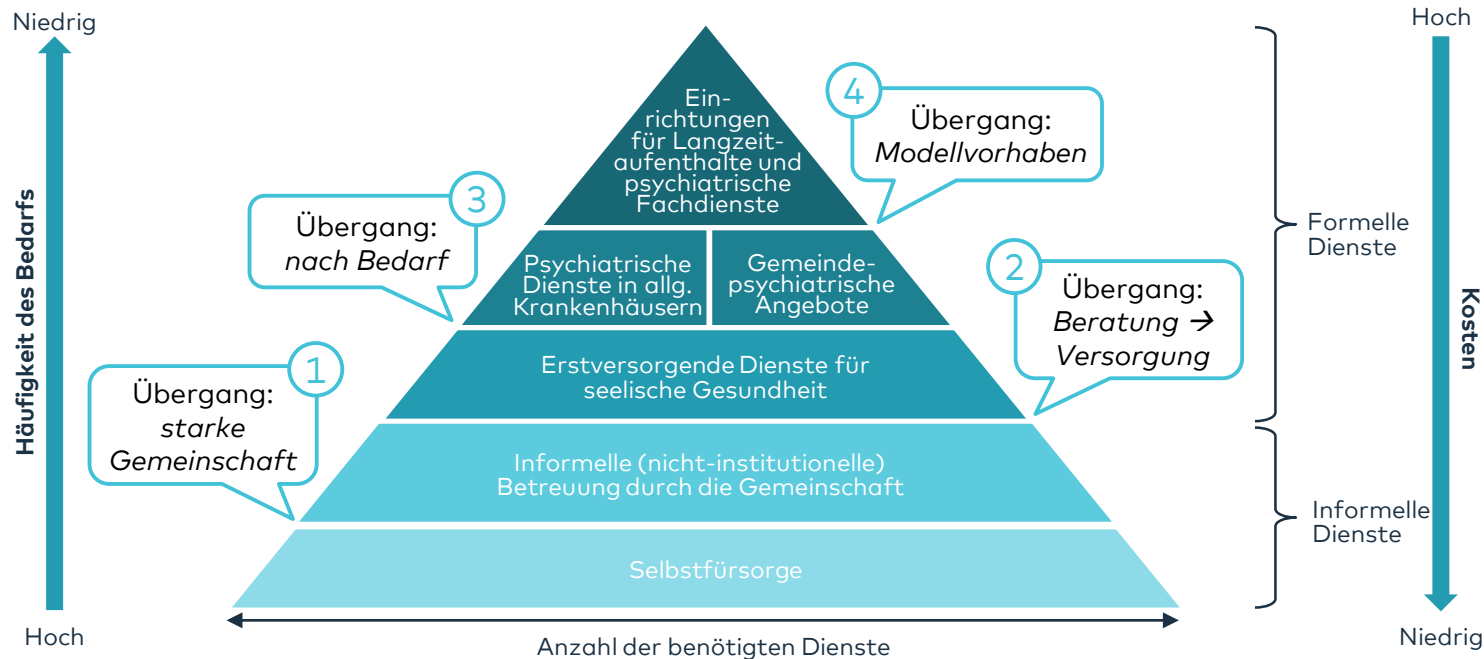 Niedrig
Häufigkeit des Bedarfs
Hoch
Ein-
richtungen
für Langzeit-
aufenthalte und
psychiatrische
Fachdienste
4
Übergang:
Modellvorhaben
3
Übergang:
nach Bedarf
Psychiatrische
Dienste in allg.
Krankenhäusern
Gemeinde-
psychiatrische
Angebote
2
Übergang:
Beratung →
Versorgung
1
Übergang:
starke
Gemeinschaft
Erstversorgende Dienste für
seelische Gesundheit
Informelle (nicht-institutionelle)
Betreuung durch die Gemeinschaft
Selbstfürsorge
Anzahl der benötigten Dienste
Formelle
Dienste
Informelle
Dienste
Hoch
Kosten
Niedrig